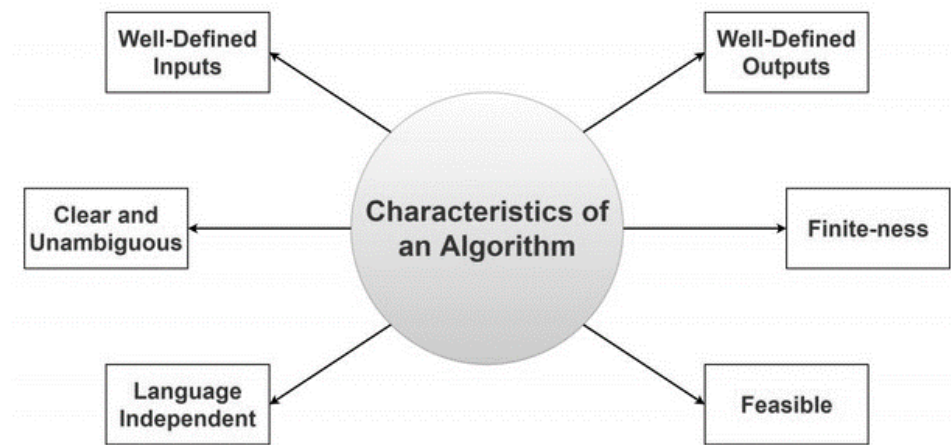 Well-Defined
Inputs
Well-Defined
Outputs
Clear and
Unambiguous
Characteristics of
an Algorithm
Finite-ness
Language
Independent
Feasible